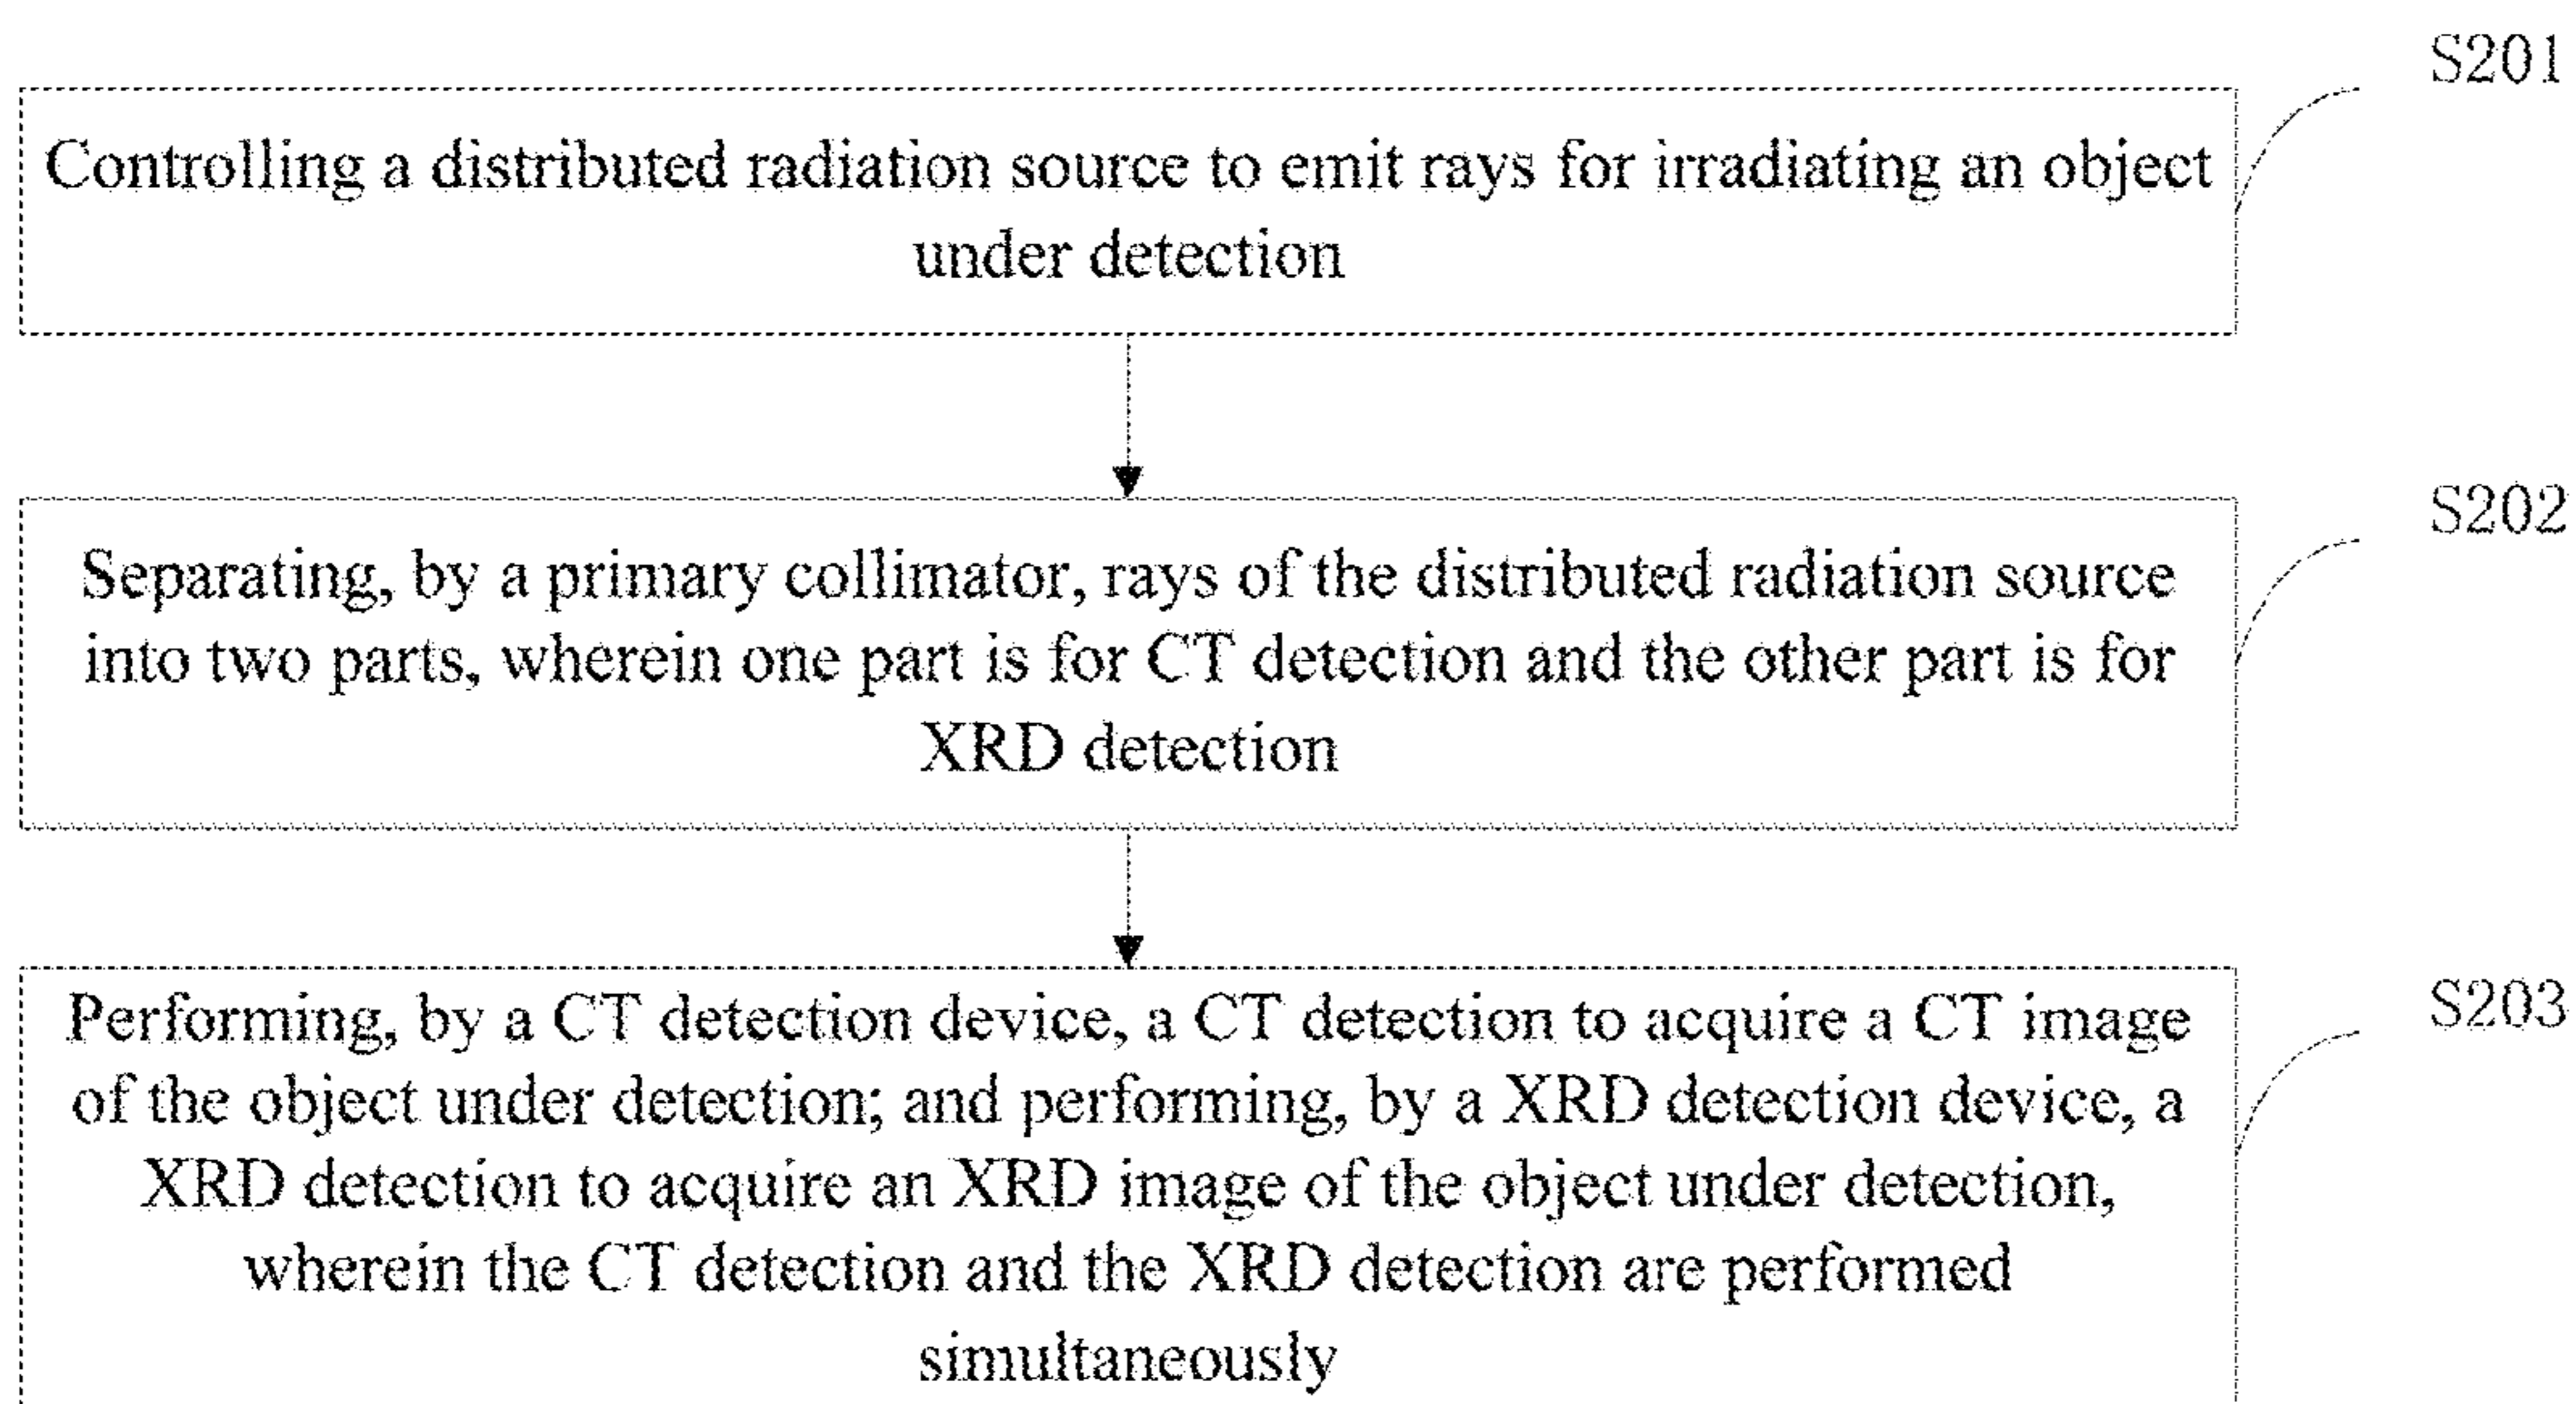 S201
Controlling a distributed radiation source to emit rays for irradiating an object
under detection
S202
Separating, by a primary collimator, rays of the distributed radiation source
into two parts, wherein one part is for CT detection and the other part is for
XRD detection
S203
Performing, by a CT detection device, a CT detection to acquire a CT image
of the object under detection; and performing, by a XRD detection device, a
XRD detection to acquire an XRD image of the object under detection,
wherein the CT detection and the XRD detection are performed
simultaneously